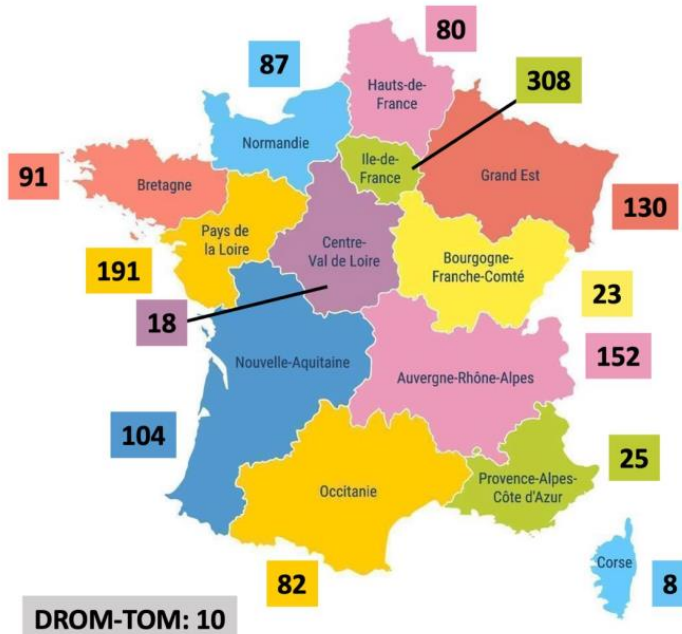 80
87
Hauts-de-
France
308
Normandie
Ile-de-
France
Grand Est
91
Bretagne
130
Pays de
la Loire
Centre-
Val de Loire
Bourgogne-
Franche-Comté
191
23
18
Nouvelle-Aquitaine
Auvergne-Rhône-Alpes
152
104
25
Occitanie
Provence-Alpes-
Côte d'Azur
Corse
82
8
DROM-TOM: 10